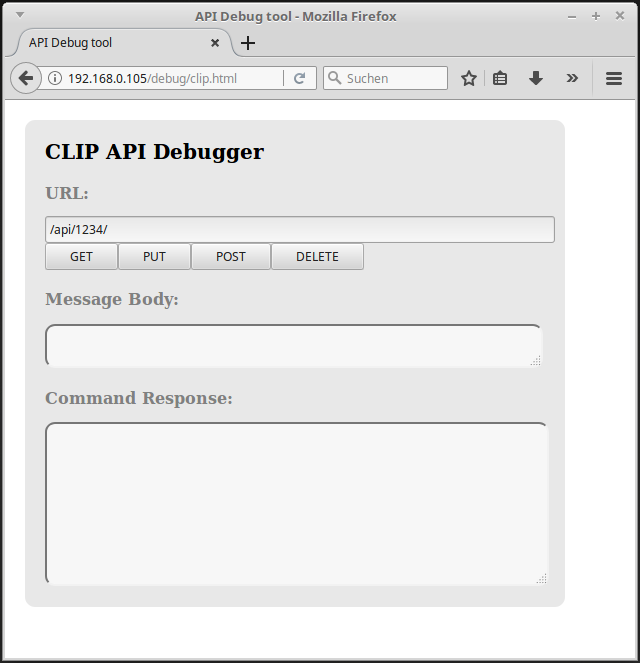 API Debug tool - Mozilla Firefox
API Debug tool
192.168.0.105/debug/clip.html
Suchen
CLIP API Debugger
URL:
/api/1234/
GET PUT POST DELETE
Message Body:
Command Response: